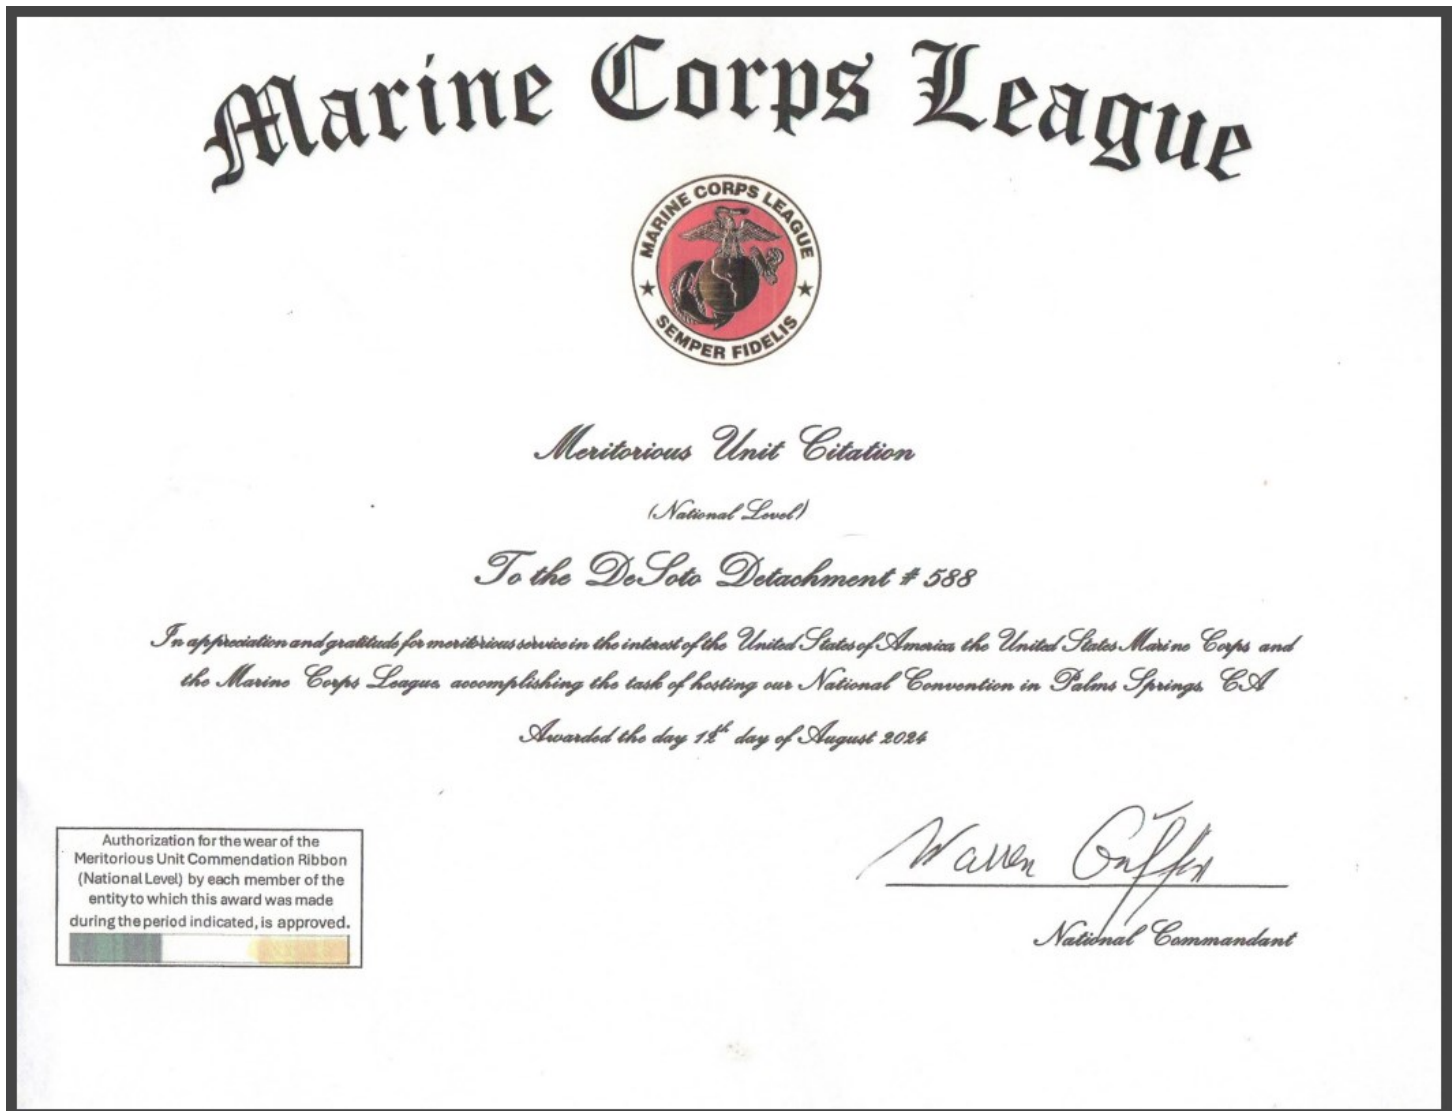 Marine Corps League
MARINE CORPS LEAGUE
SEMPER FIDELIS
Meritorious Unit Citation
(National Level)
To the DeSoto Detachment # 588
In appreciation and gratitude for meritorious service in the interest of the United States of America, the United States Marine Corps and
the Marine Corps League, accomplishing the task of hosting our National Convention in Palms Springs, CA
Awarded the day 12th day of August 2024
Authorization for the wear of the
Meritorious Unit Commendation Ribbon
(National Level) by each member of the
entity to which this award was made
during the period indicated, is approved.
Warren Griffin
National Commandant